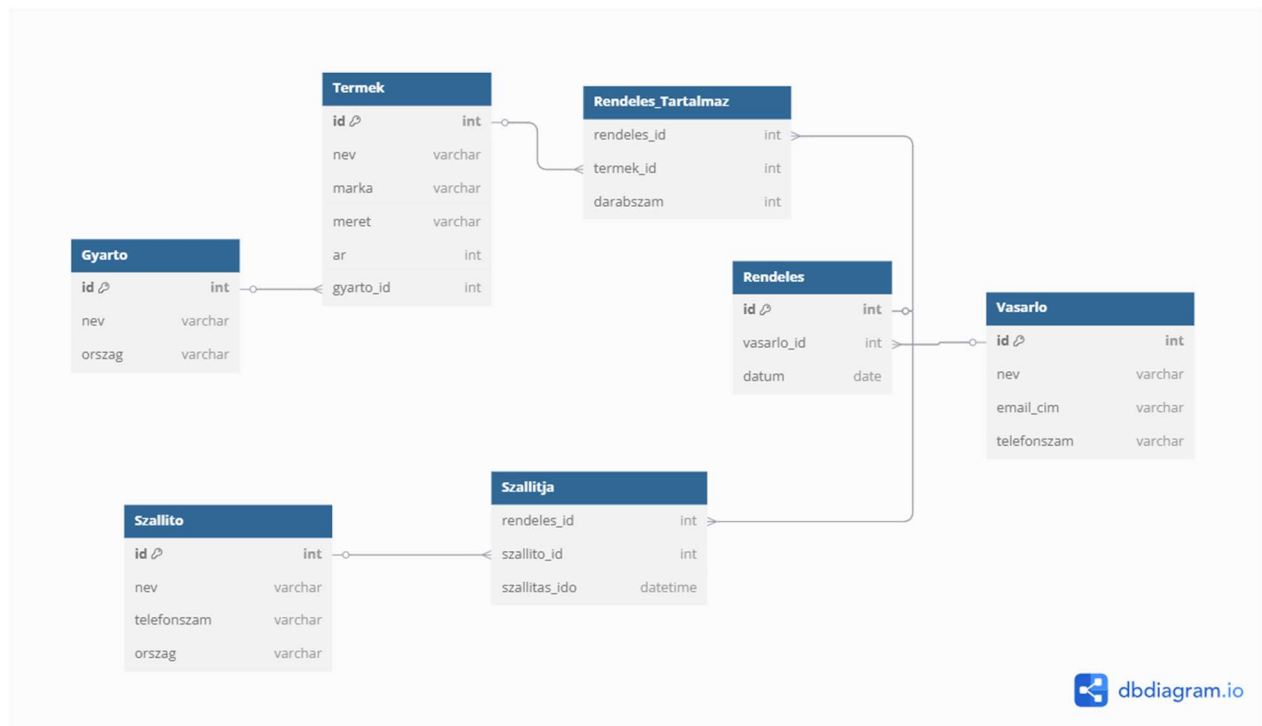 Termek
id int
nev varchar
marka varchar
meret varchar
ar int
gyarto_id int
Rendeles_Tartalmaz
rendeles_id int
termek_id int
darabszam int
Gyarto
id int
nev varchar
orszag varchar
Rendeles
id int
vasarlo_id int
datum date
Vasarlo
id int
nev varchar
email_cim varchar
telefonszam varchar
Szallitja
rendeles_id int
szallito_id int
szallitas_ido datetime
Szallito
id int
nev varchar
telefonszam varchar
orszag varchar
dbdiagram.io